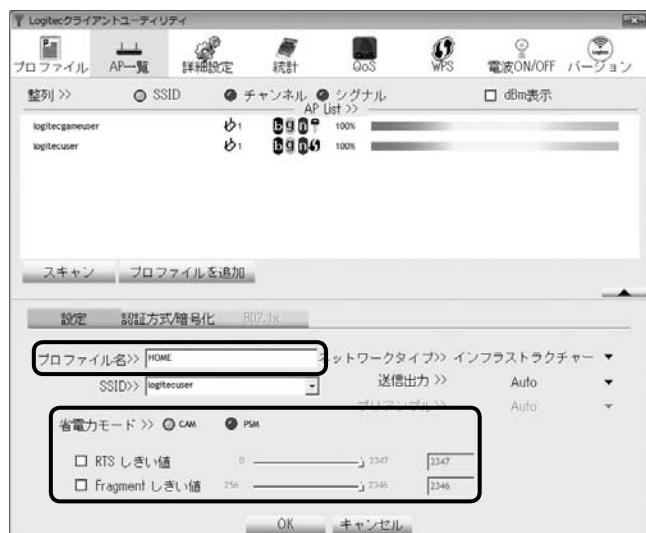 Logitecクライアントユーティリティ
プロファイル AP一覧 詳細設定 統計 QoS WPS 電波ON/OFF バージョン
整列 >> SSID チャンネル シグナル dBm表示
AP List >>
logitecgameuser 1 b g n 100%
logitecuser 1 b g n 100%
スキャン プロファイルを追加
設定 認証方式/暗号化 802.1x
プロファイル名>> HOME ネットワークタイプ>> インフラストラクチャー
SSID>> logitecuser 送信出力 >> Auto
プリアンブル>> Auto
省電力モード >> CAM PSM
RTS しきい値 0 2347 2347
Fragment しきい値 256 2346 2346
OK キャンセル